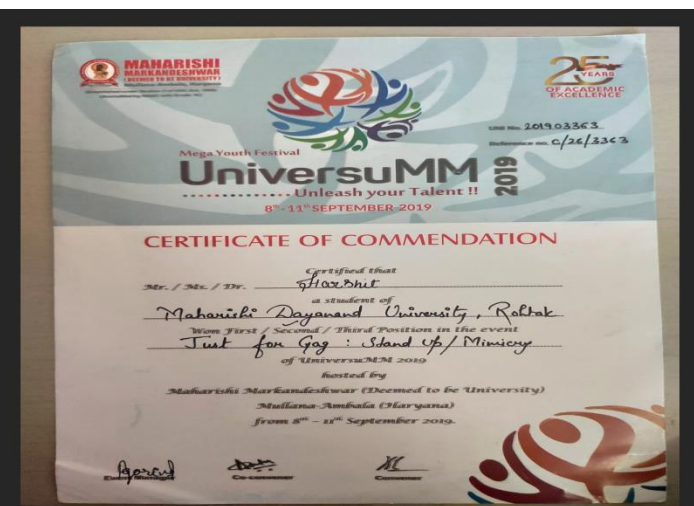 MAHARISHI
MARKANDESHWAR
(DEEMED TO BE UNIVERSITY)
Mullana-Ambala, Haryana
25 YEARS
OF ACADEMIC
EXCELLENCE
UMM No. 201903363
Reference no. C/26/3363
Mega Youth Festival
UniversuMM 2019
Unleash your Talent !!
8th-11th SEPTEMBER 2019
CERTIFICATE OF COMMENDATION
Certified that
Mr. / Ms. / Dr. Harshit
a student of
Maharishi Dayanand University, Rohtak
Won First / Second / Third Position in the event
Just for Gag : Stand up / Mimicry
of UniversuMM 2019
hosted by
Maharishi Markandeshwar (Deemed to be University)
Mullana-Ambala (Haryana)
from 8th - 11th September 2019.
Co-convener
Convener